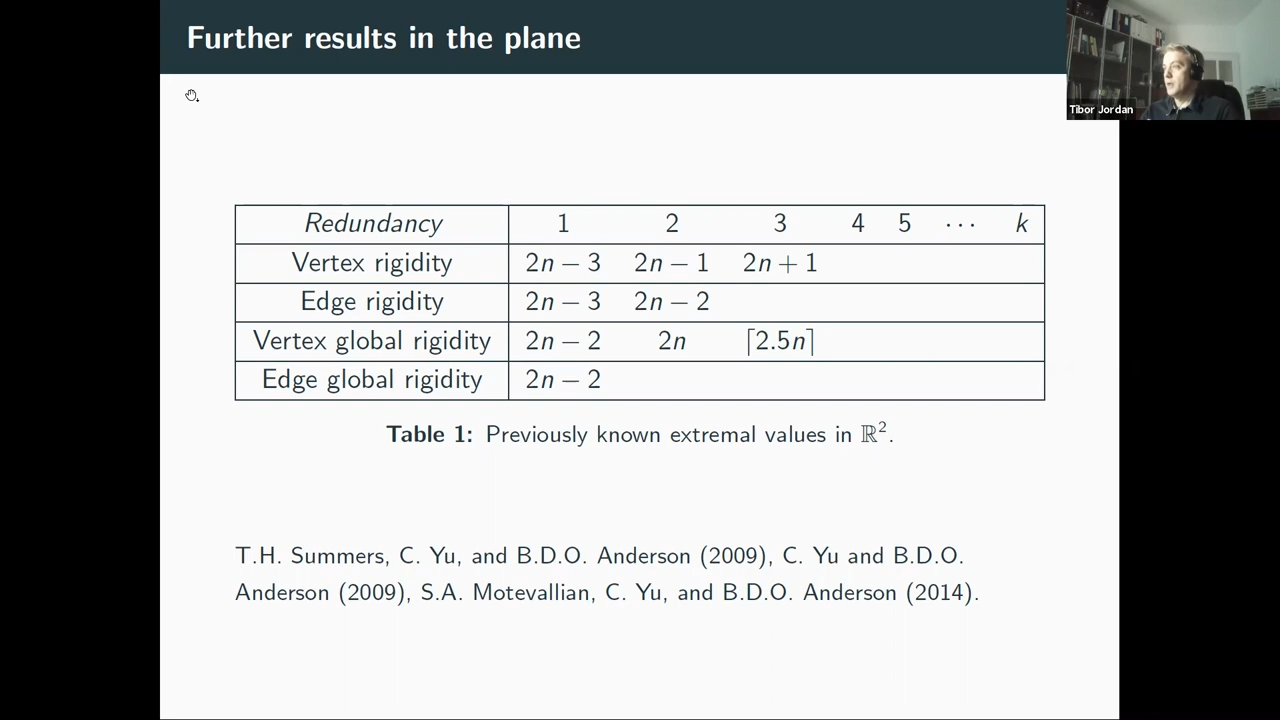 Further results in the plane
Tibor Jordan
Redundancy 1 2 3 4 5 ⋯ k
Vertex rigidity 2n − 3 2n − 1 2n + 1
Edge rigidity 2n − 3 2n − 2
Vertex global rigidity 2n − 2 2n ⌈2.5n⌉
Edge global rigidity 2n − 2
Table 1: Previously known extremal values in ℝ².
T.H. Summers, C. Yu, and B.D.O. Anderson (2009), C. Yu and B.D.O.
Anderson (2009), S.A. Motevallian, C. Yu, and B.D.O. Anderson (2014).